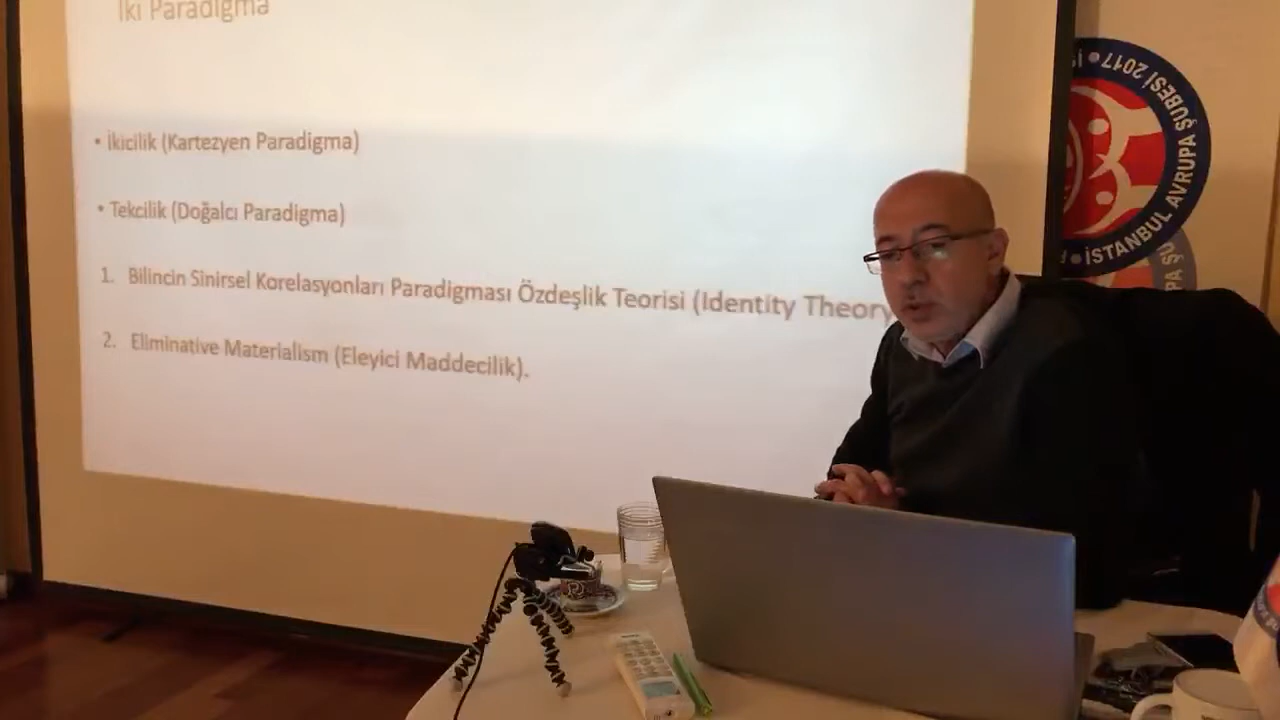 İki Paradigma
• İkicilik (Kartezyen Paradigma)
• Tekcilik (Doğalcı Paradigma)
1. Bilincin Sinirsel Korelasyonları Paradigması Özdeşlik Teorisi (Identity Theory
2. Eliminative Materialism (Eleyici Maddecilik).
2017 • İSTANBUL AVRUPA ŞUBESİ